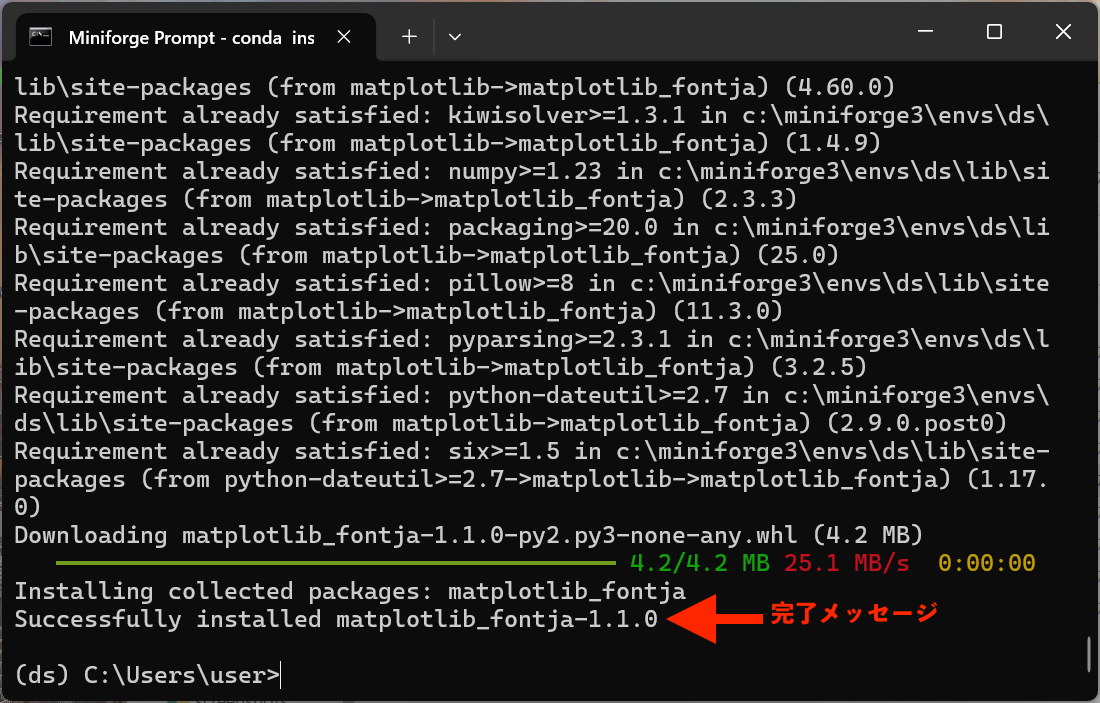 Miniforge Prompt - conda ins
lib\site-packages (from matplotlib->matplotlib_fontja) (4.60.0)
Requirement already satisfied: kiwisolver>=1.3.1 in c:\miniforge3\envs\ds\
lib\site-packages (from matplotlib->matplotlib_fontja) (1.4.9)
Requirement already satisfied: numpy>=1.23 in c:\miniforge3\envs\ds\lib\si
te-packages (from matplotlib->matplotlib_fontja) (2.3.3)
Requirement already satisfied: packaging>=20.0 in c:\miniforge3\envs\ds\li
b\site-packages (from matplotlib->matplotlib_fontja) (25.0)
Requirement already satisfied: pillow>=8 in c:\miniforge3\envs\ds\lib\site
-packages (from matplotlib->matplotlib_fontja) (11.3.0)
Requirement already satisfied: pyparsing>=2.3.1 in c:\miniforge3\envs\ds\l
ib\site-packages (from matplotlib->matplotlib_fontja) (3.2.5)
Requirement already satisfied: python-dateutil>=2.7 in c:\miniforge3\envs\
ds\lib\site-packages (from matplotlib->matplotlib_fontja) (2.9.0.post0)
Requirement already satisfied: six>=1.5 in c:\miniforge3\envs\ds\lib\site-
packages (from python-dateutil>=2.7->matplotlib->matplotlib_fontja) (1.17.
0)
Downloading matplotlib_fontja-1.1.0-py2.py3-none-any.whl (4.2 MB)
4.2/4.2 MB 25.1 MB/s 0:00:00
Installing collected packages: matplotlib_fontja
Successfully installed matplotlib_fontja-1.1.0
完了メッセージ
(ds) C:\Users\user>